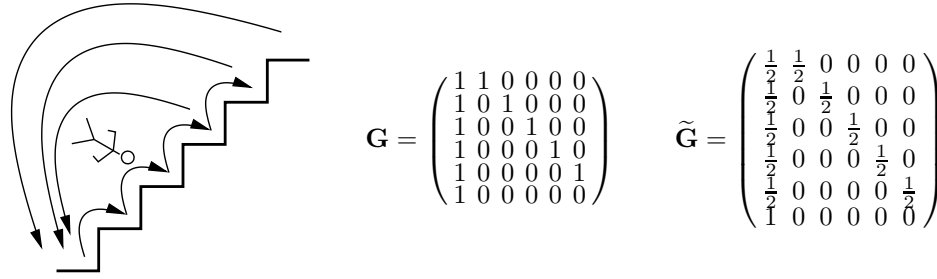 G =
1 1 0 0 0 0
1 0 1 0 0 0
1 0 0 1 0 0
1 0 0 0 1 0
1 0 0 0 0 1
1 0 0 0 0 0
G̃ =
1/2 1/2 0 0 0 0
1/2 0 1/2 0 0 0
1/2 0 0 1/2 0 0
1/2 0 0 0 1/2 0
1/2 0 0 0 0 1/2
1 0 0 0 0 0